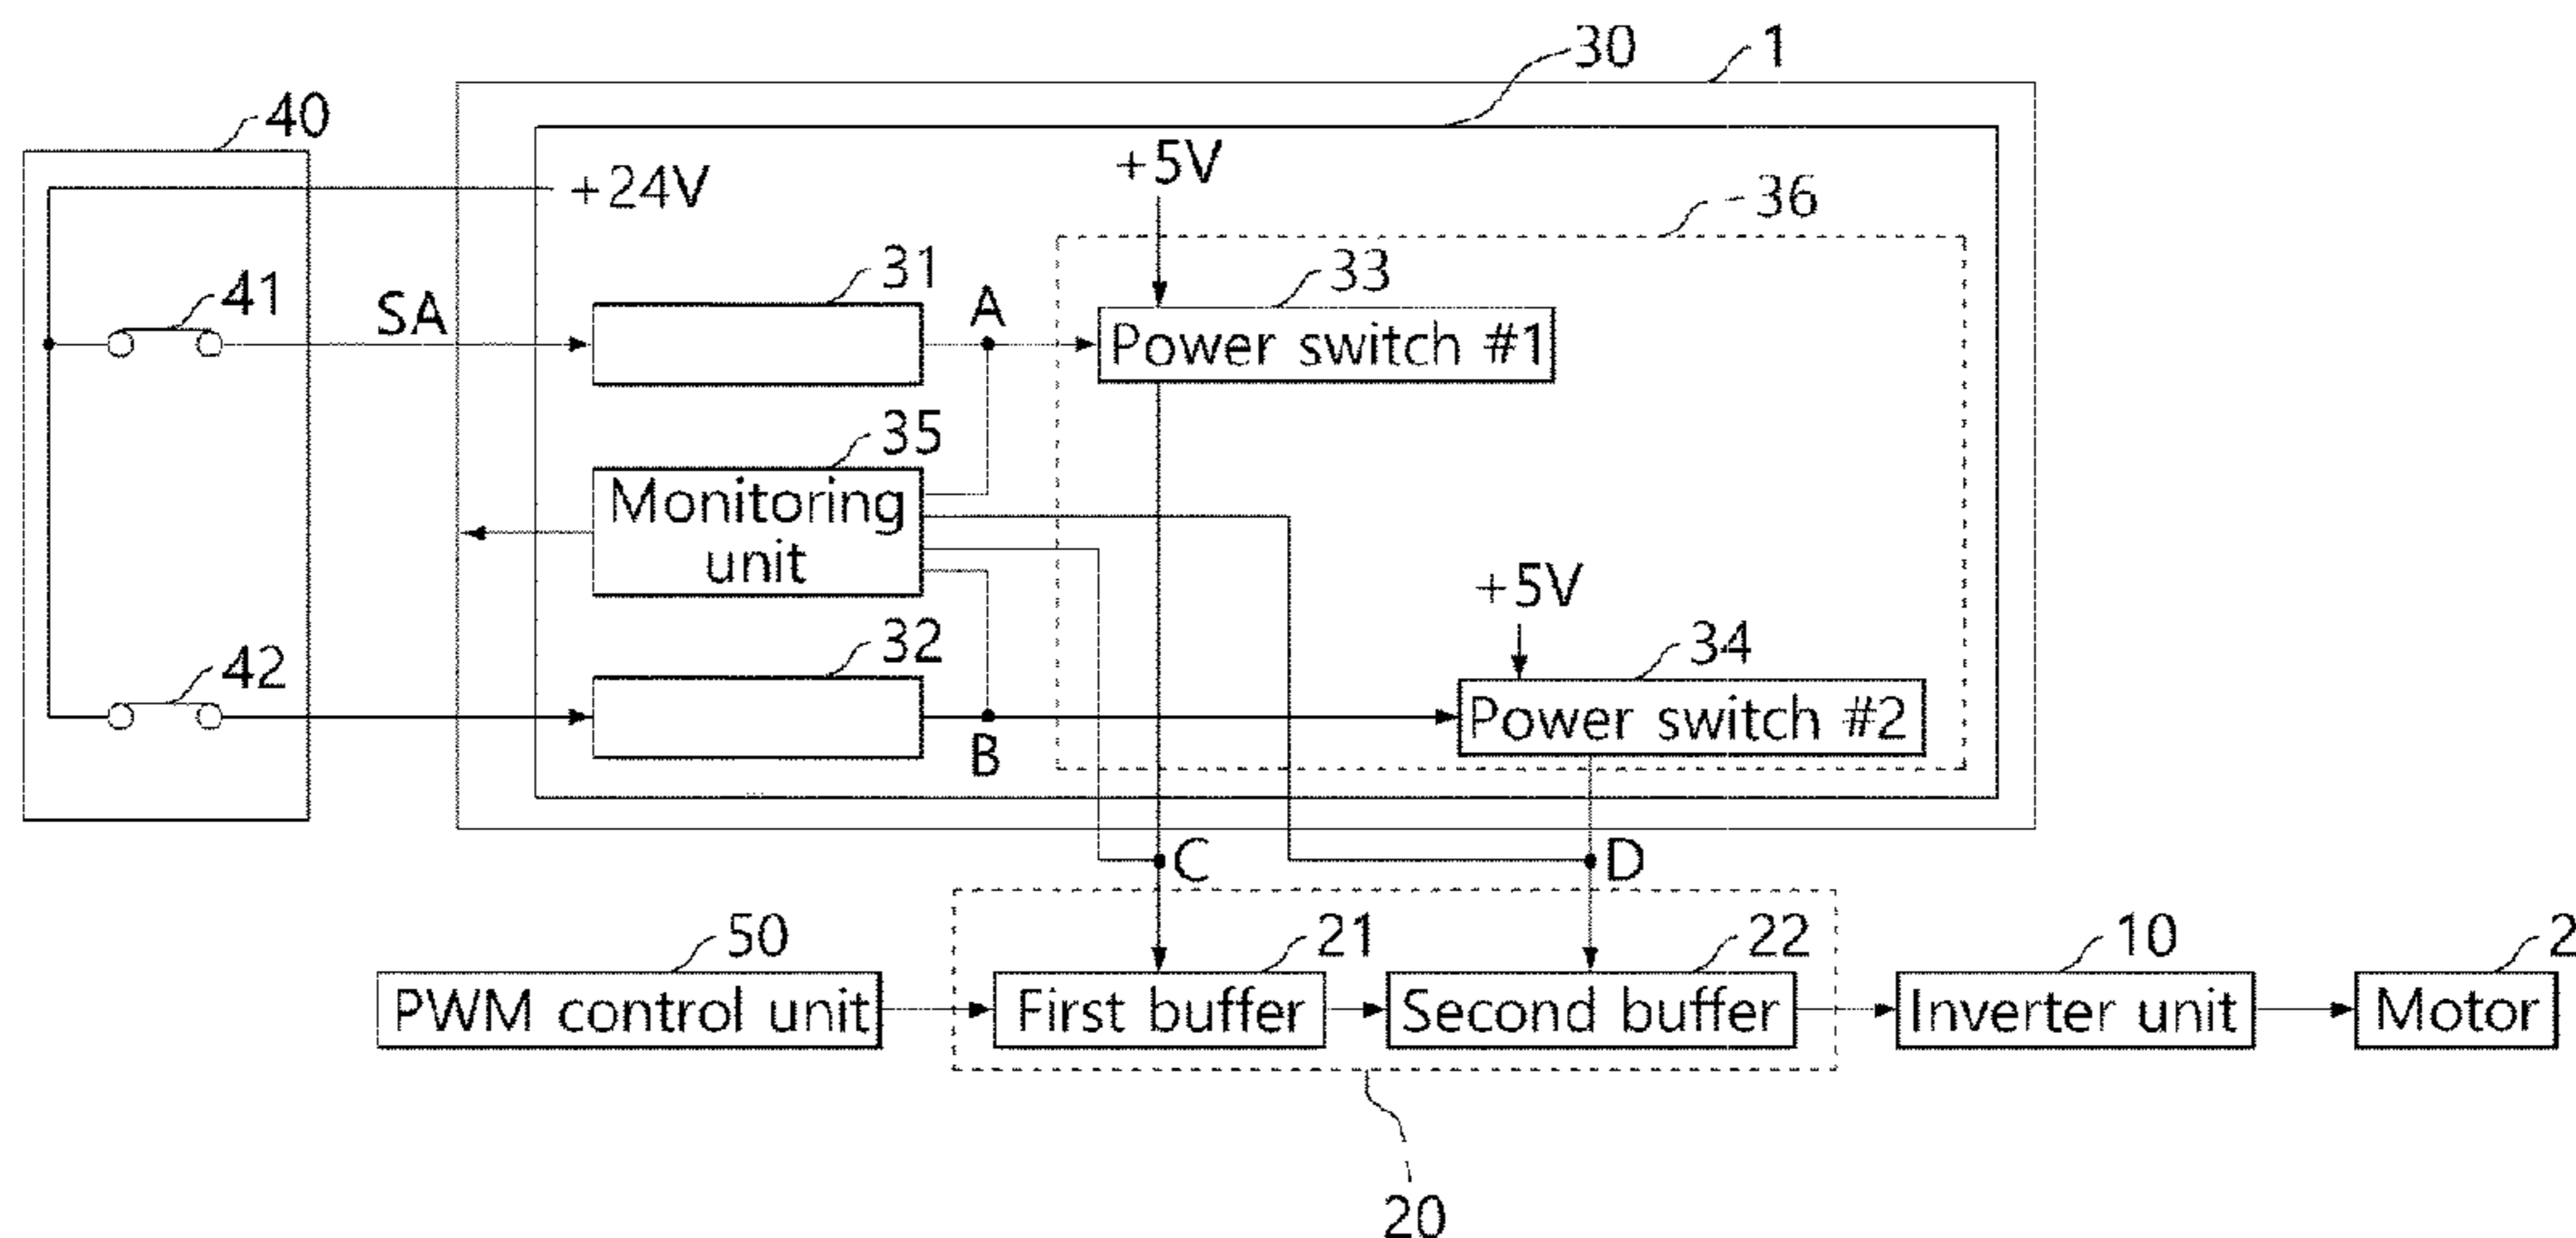 30
1
40
+5V
+24V
36
31
33
41
SA
A
Power switch #1
35
Monitoring
unit
+5V
32
34
42
Power switch #2
B
C
D
50
21
22
10
2
PWM control unit
First buffer
Second buffer
Inverter unit
Motor
20